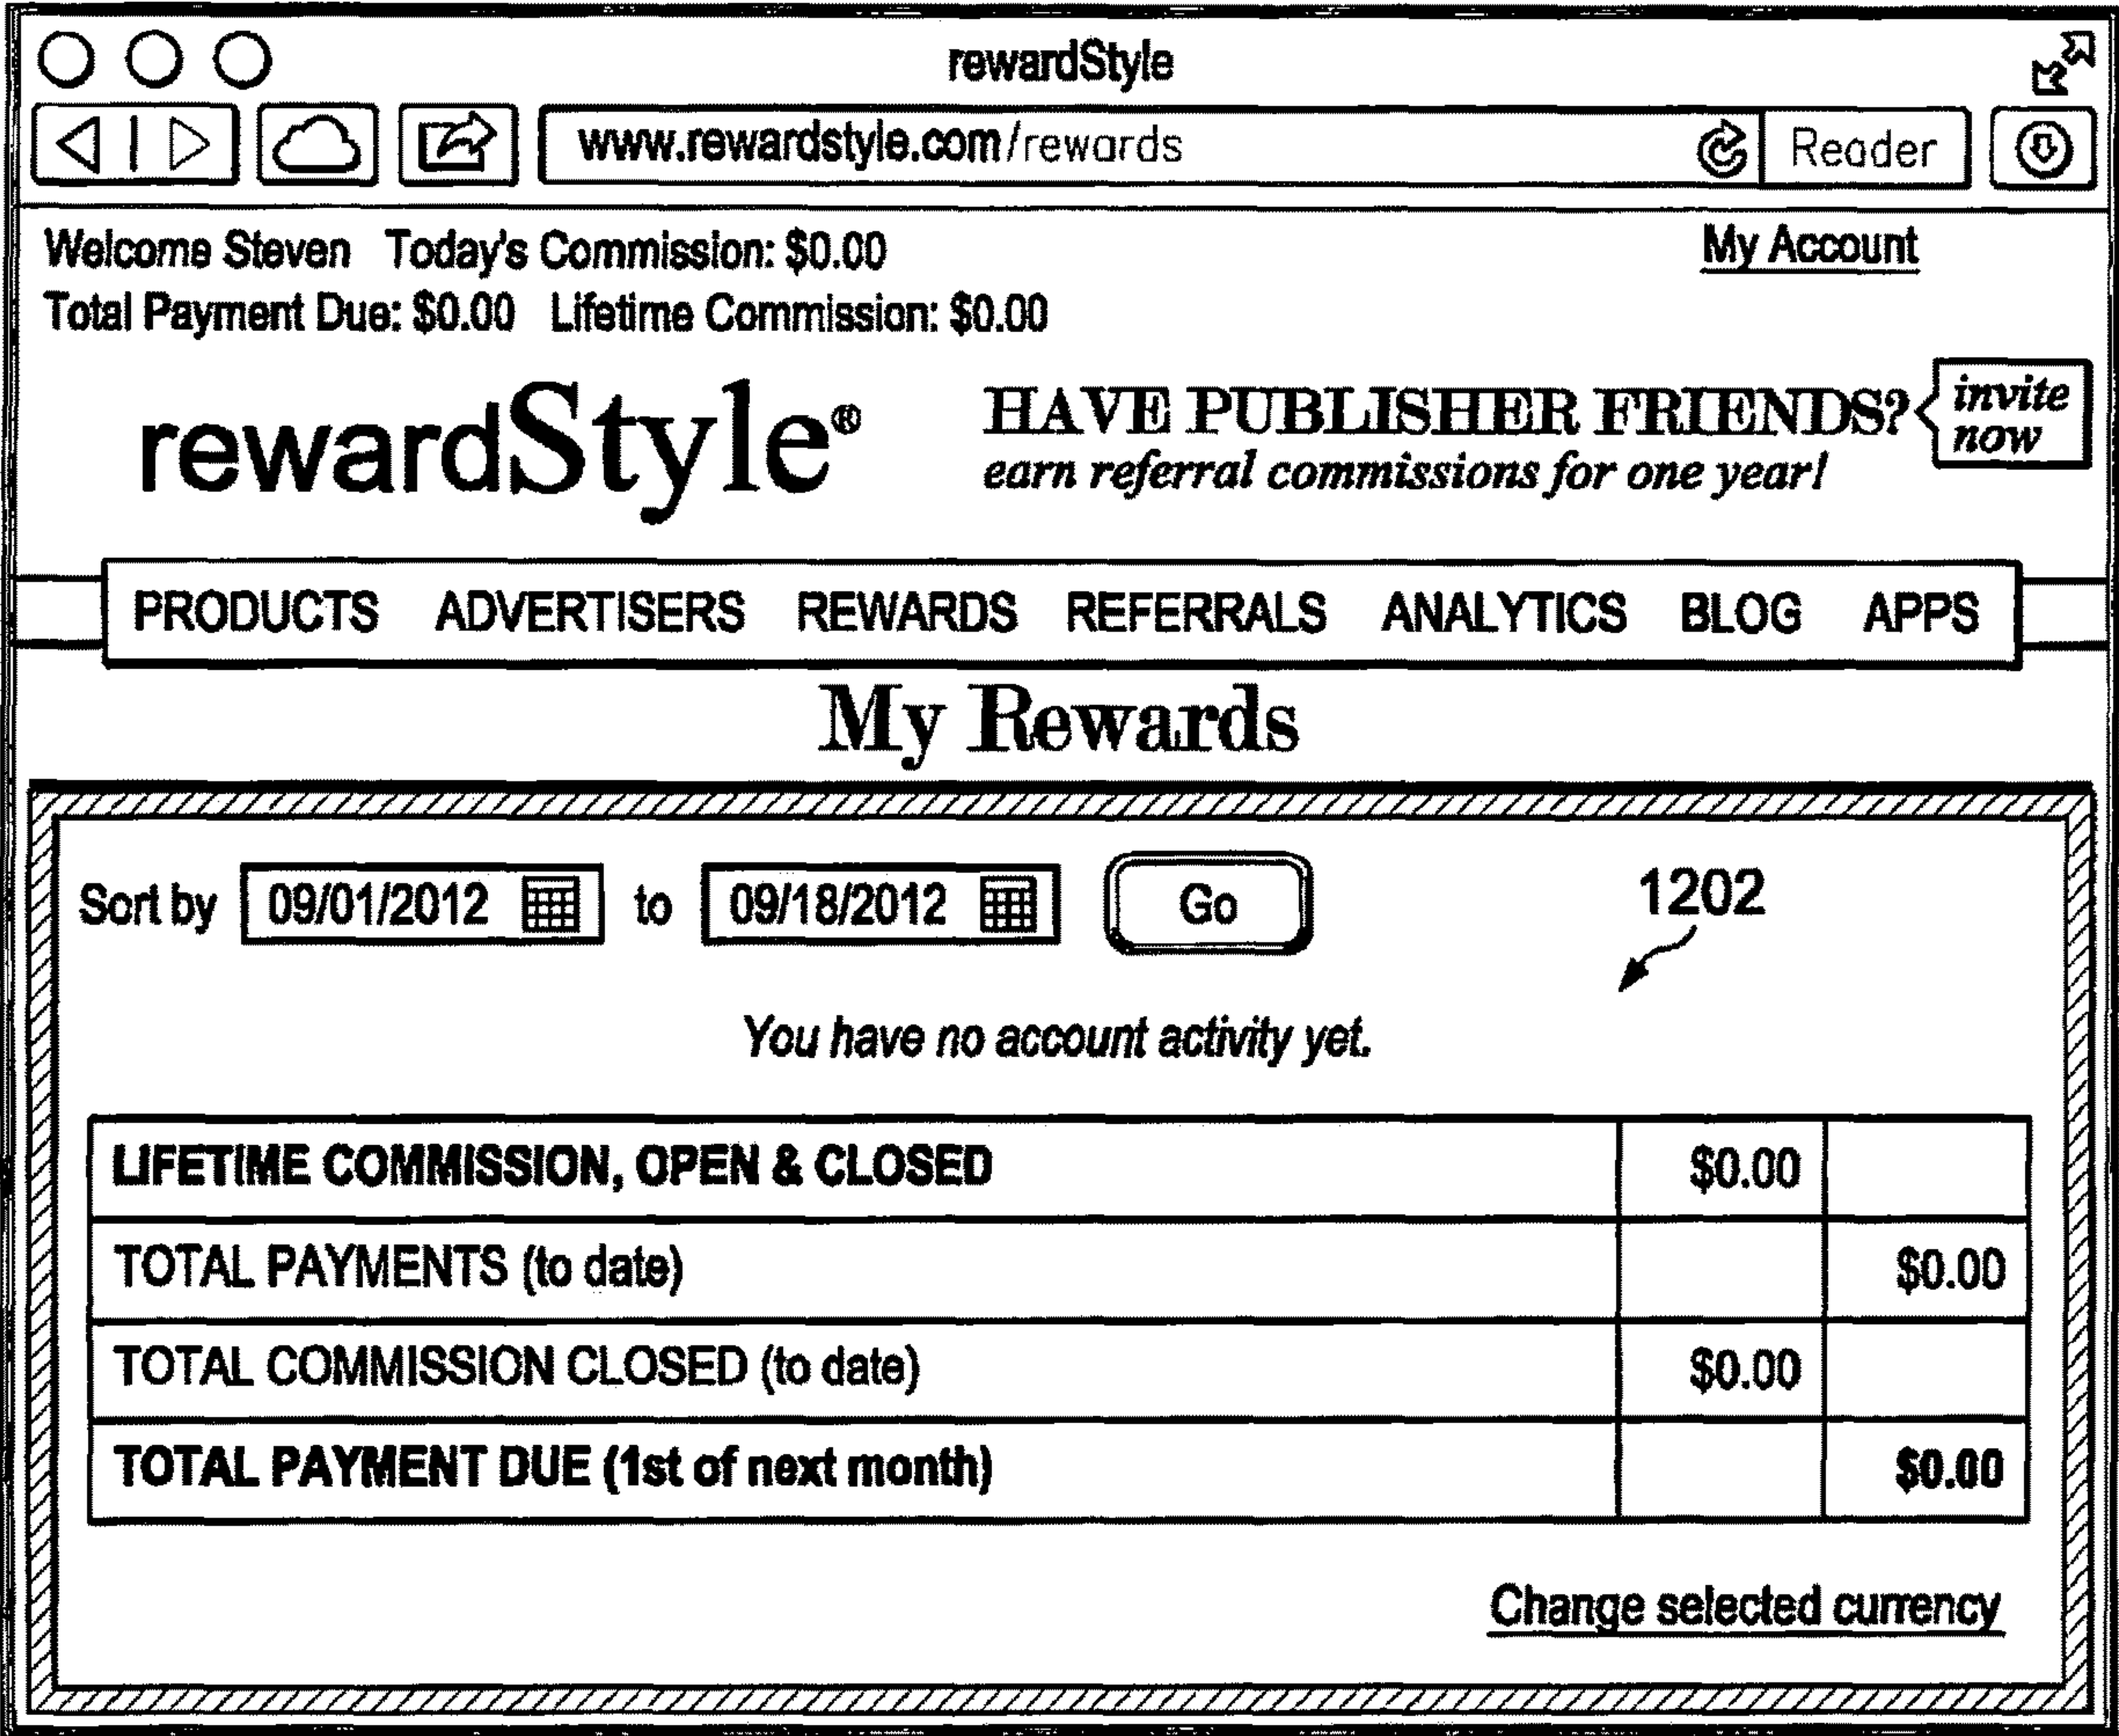 rewardStyle
www.rewardstyle.com/rewards Reader
Welcome Steven Today's Commission: $0.00 My Account
Total Payment Due: $0.00 Lifetime Commission: $0.00
rewardStyle® HAVE PUBLISHER FRIENDS? invite now
earn referral commissions for one year!
PRODUCTS ADVERTISERS REWARDS REFERRALS ANALYTICS BLOG APPS
My Rewards
Sort by 09/01/2012 to 09/18/2012 Go 1202
You have no account activity yet.
LIFETIME COMMISSION, OPEN & CLOSED $0.00
TOTAL PAYMENTS (to date) $0.00
TOTAL COMMISSION CLOSED (to date) $0.00
TOTAL PAYMENT DUE (1st of next month) $0.00
Change selected currency